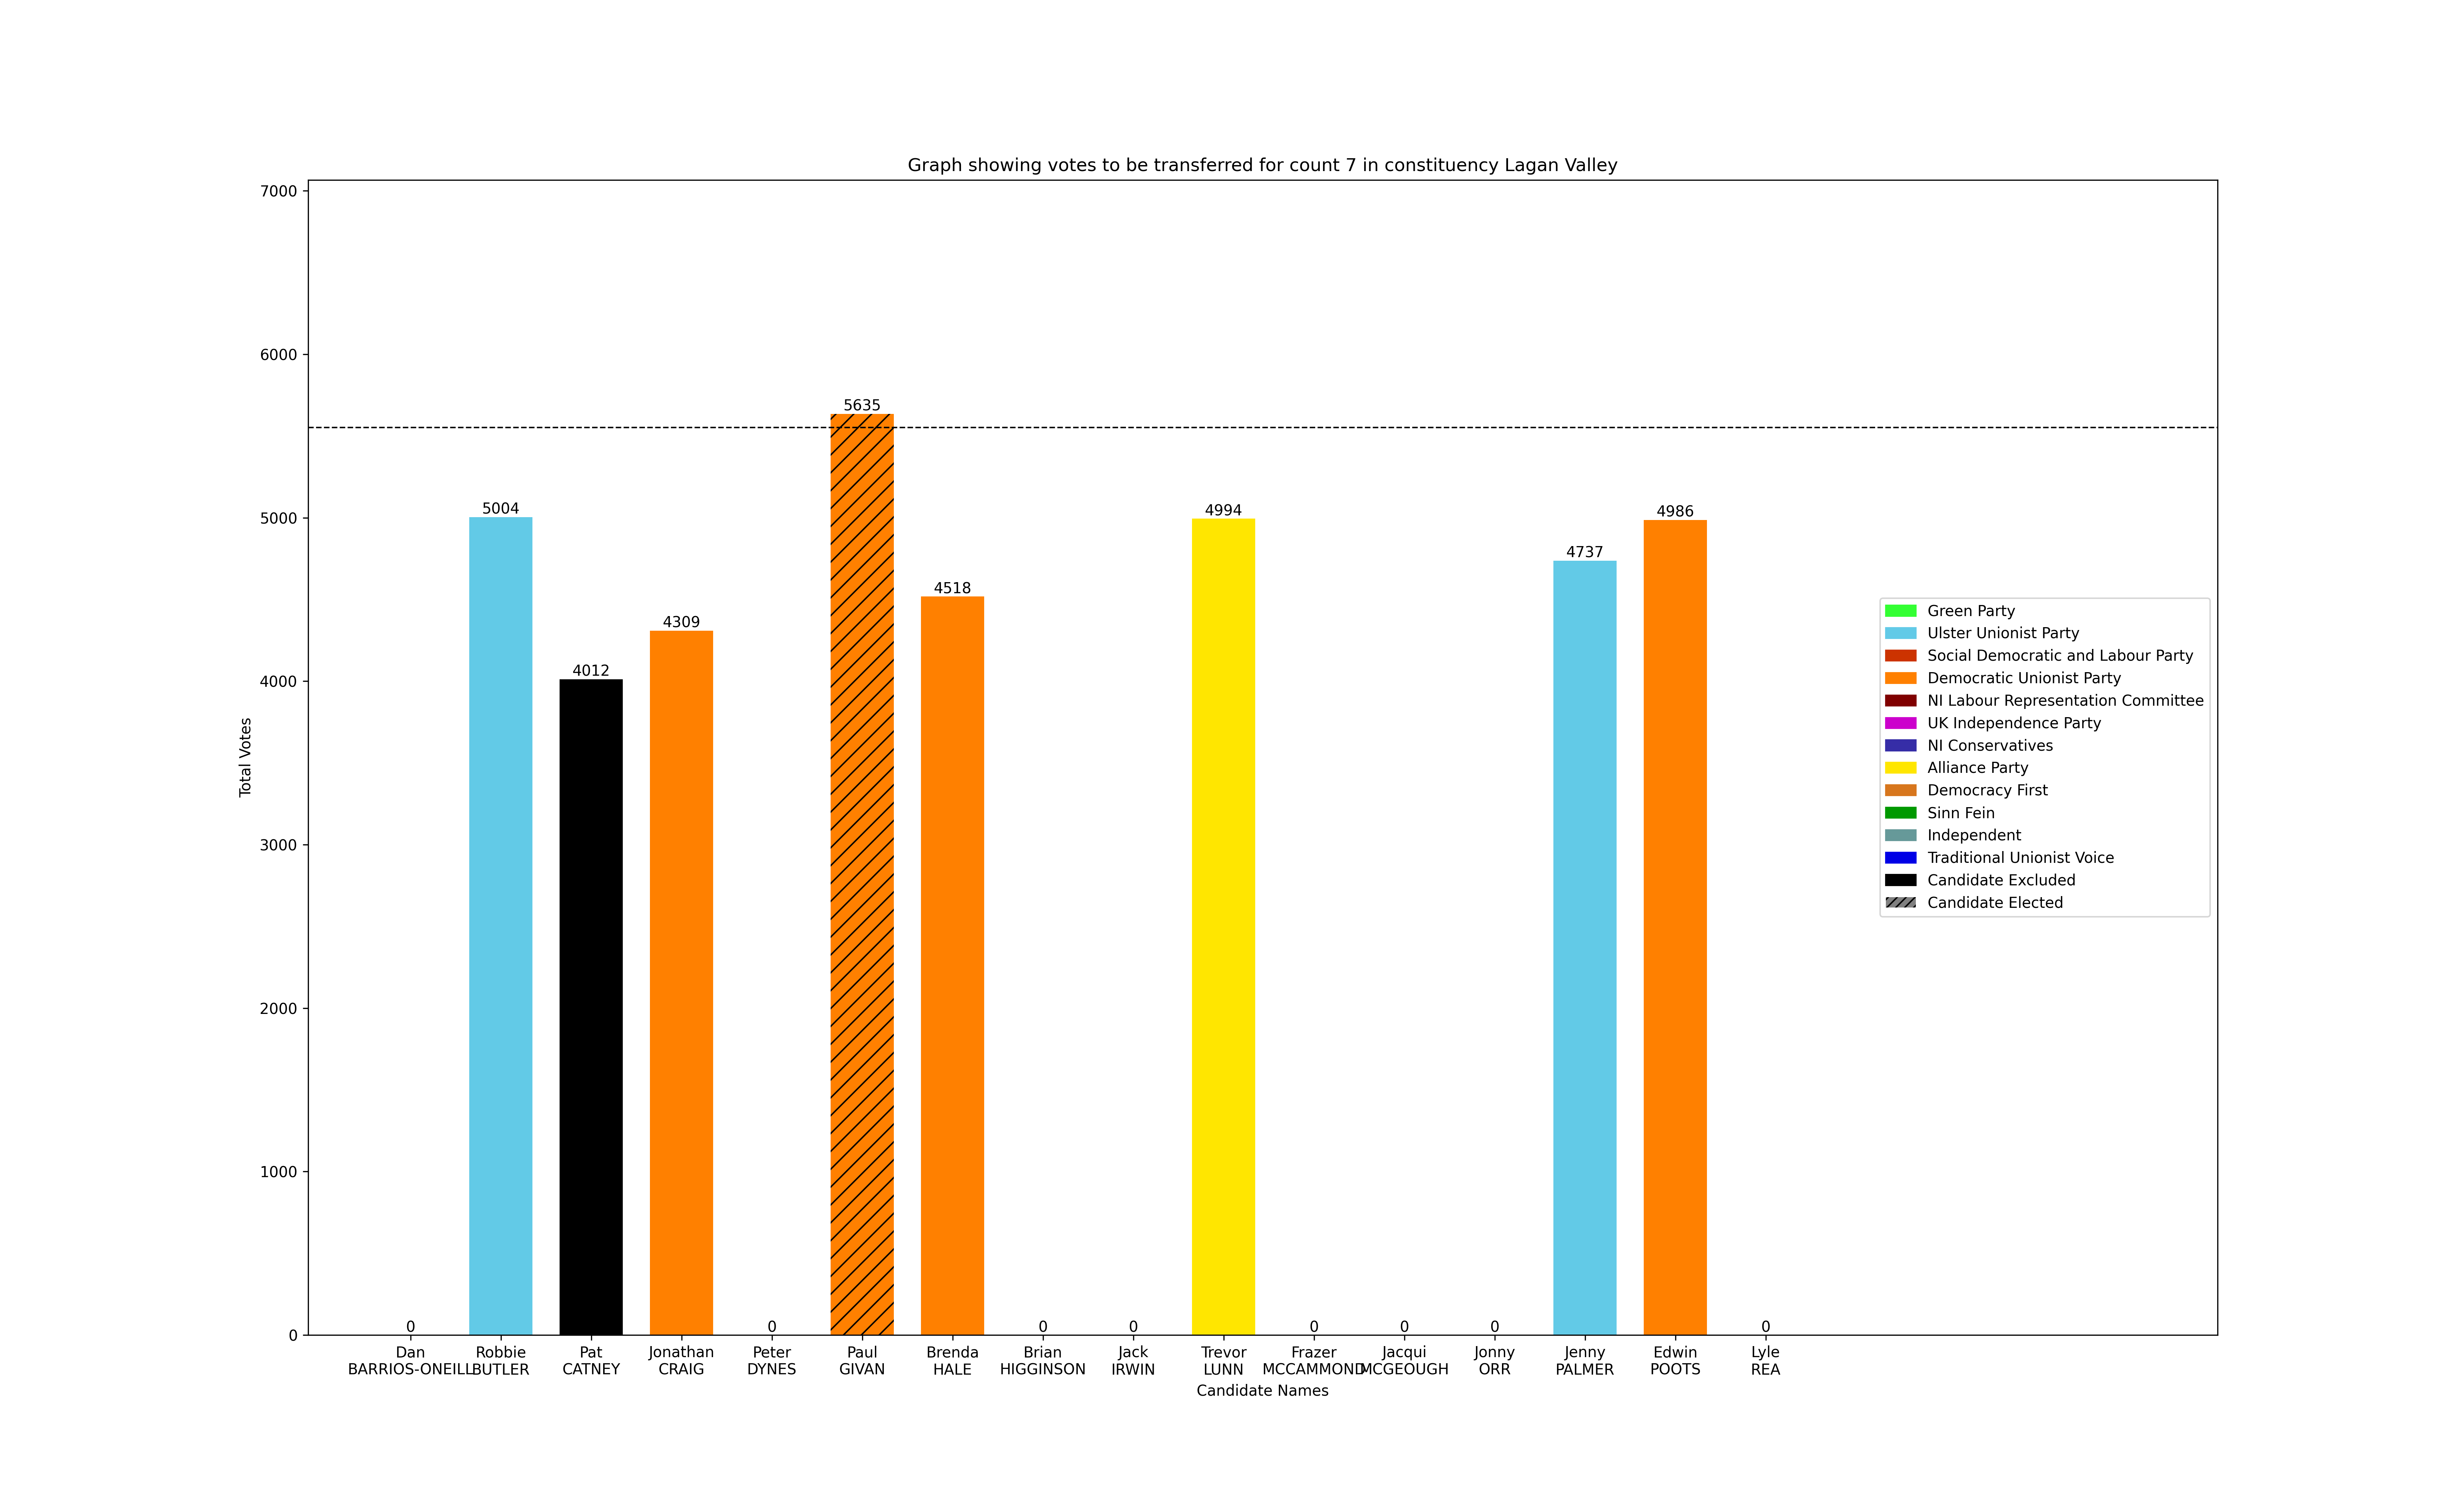 Graph showing votes to be transferred for count 7 in constituency Lagan Valley
7000
6000
5000
4000
3000
2000
1000
0
Total Votes
0
5004
4012
4309
0
5635
4518
0
0
4994
0
0
0
4737
4986
0
Dan
BARRIOS-ONEILL
Robbie
BUTLER
Pat
CATNEY
Jonathan
CRAIG
Peter
DYNES
Paul
GIVAN
Brenda
HALE
Brian
HIGGINSON
Jack
IRWIN
Trevor
LUNN
Frazer
MCCAMMOND
Jacqui
MCGEOUGH
Jonny
ORR
Jenny
PALMER
Edwin
POOTS
Lyle
REA
Candidate Names
Green Party
Ulster Unionist Party
Social Democratic and Labour Party
Democratic Unionist Party
NI Labour Representation Committee
UK Independence Party
NI Conservatives
Alliance Party
Democracy First
Sinn Fein
Independent
Traditional Unionist Voice
Candidate Excluded
Candidate Elected